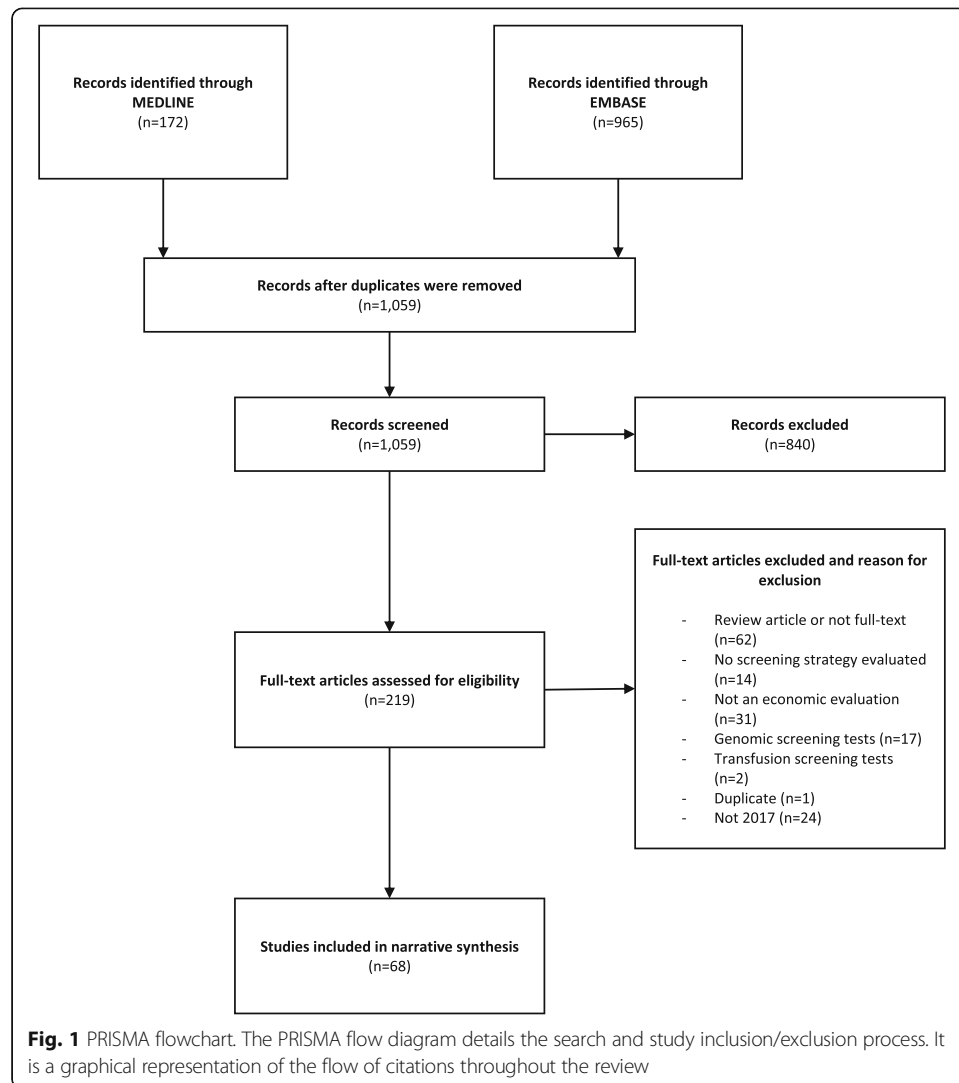 Records identified through
MEDLINE
(n=172)
Records identified through
EMBASE
(n=965)
Records after duplicates were removed
(n=1,059)
Records screened
(n=1,059)
Records excluded
(n=840)
Full-text articles assessed for eligibility
(n=219)
Full-text articles excluded and reason for
exclusion
- Review article or not full-text
(n=62)
- No screening strategy evaluated
(n=14)
- Not an economic evaluation
(n=31)
- Genomic screening tests (n=17)
- Transfusion screening tests
(n=2)
- Duplicate (n=1)
- Not 2017 (n=24)
Studies included in narrative synthesis
(n=68)
Fig. 1 PRISMA flowchart. The PRISMA flow diagram details the search and study inclusion/exclusion process. It
is a graphical representation of the flow of citations throughout the review